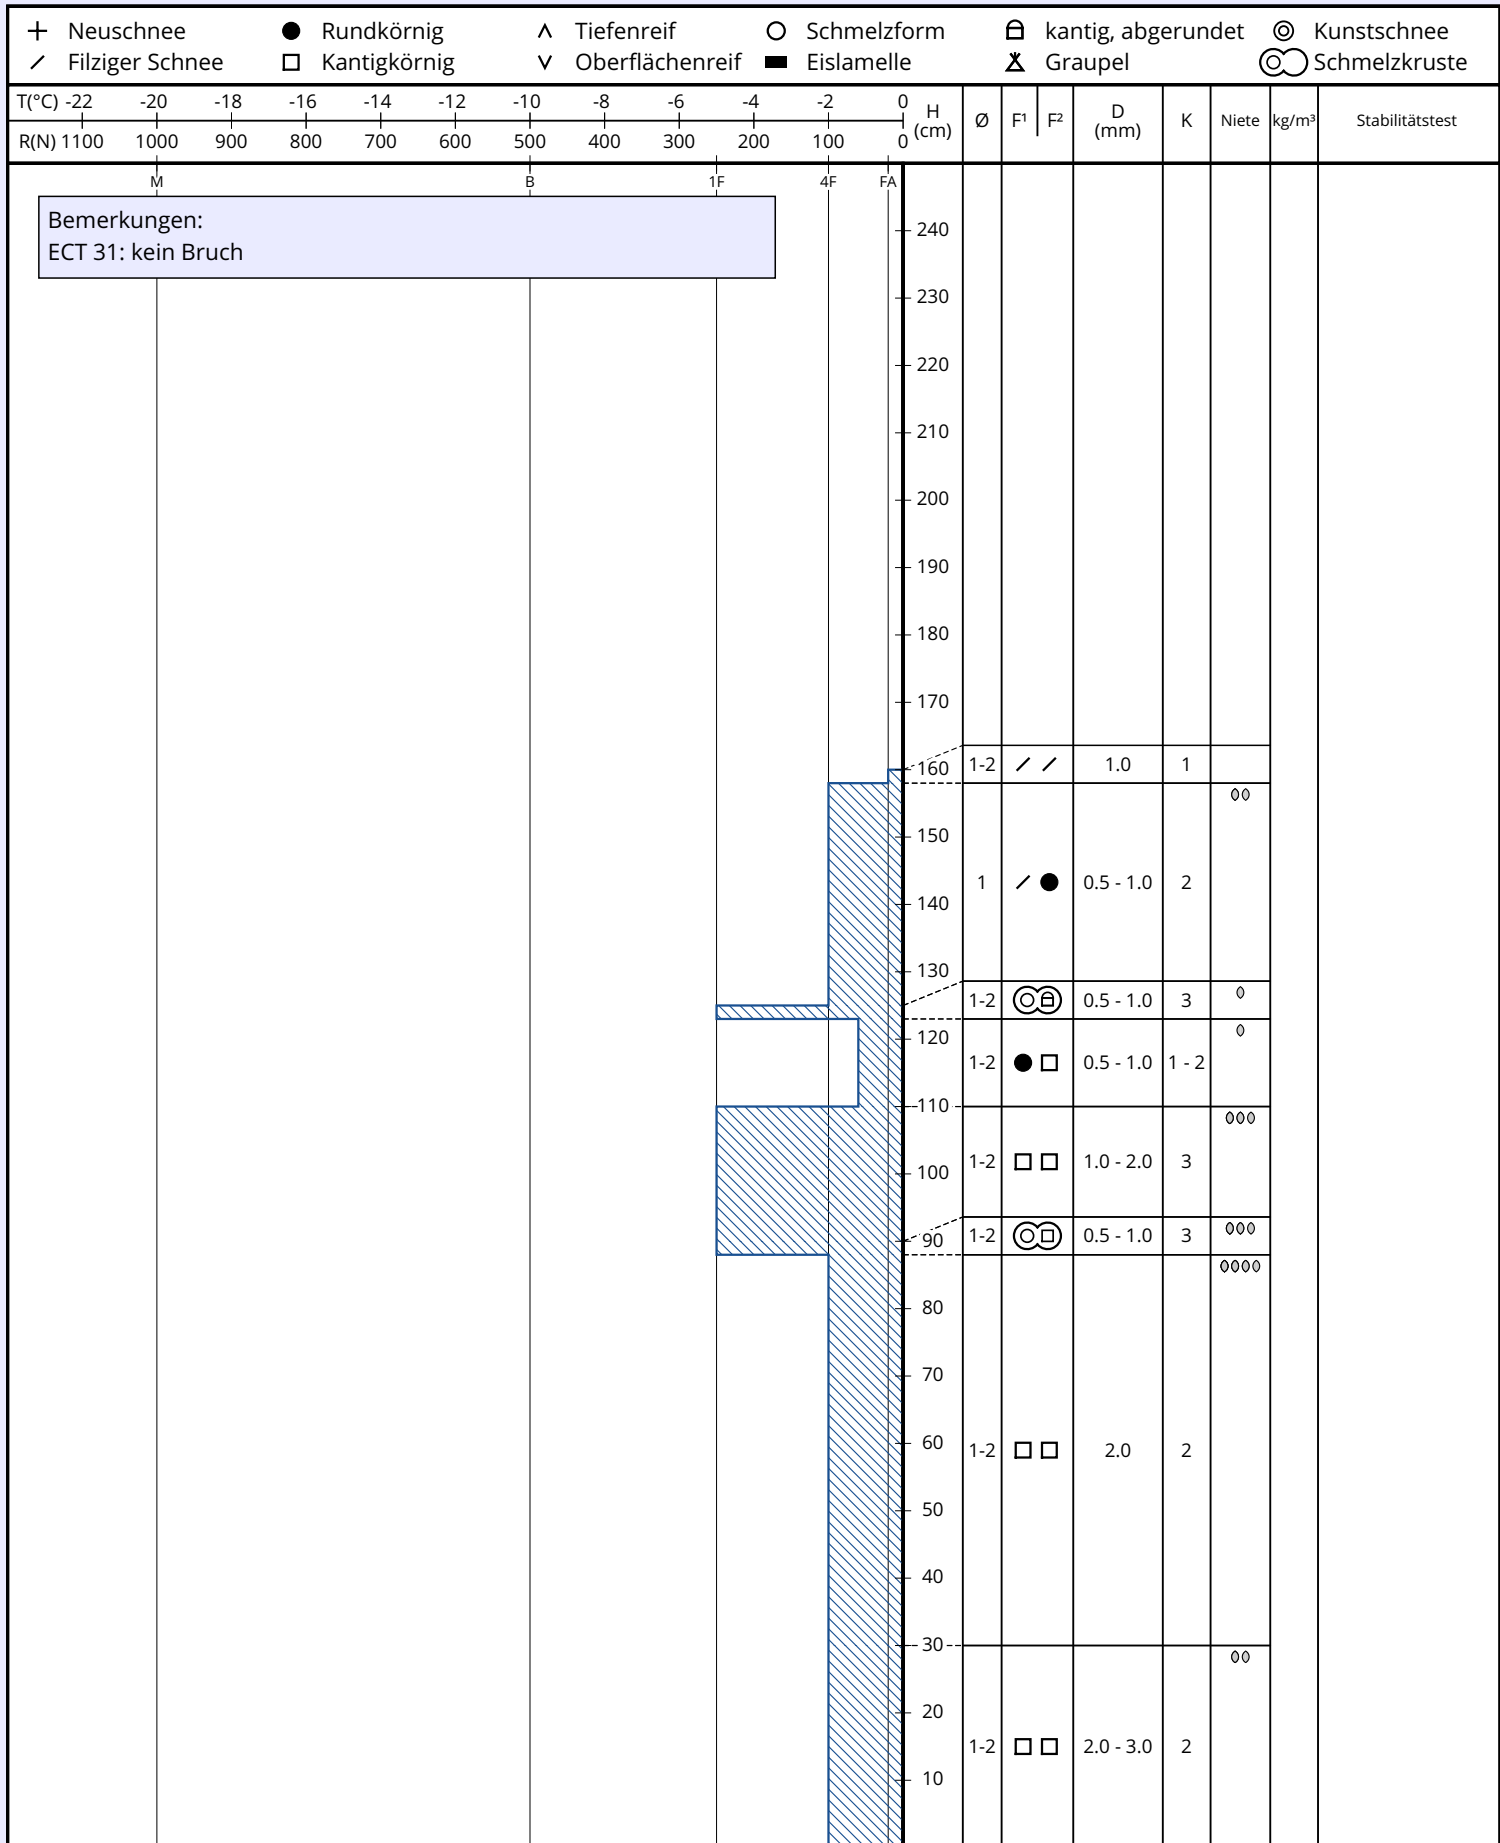 Neuschnee Rundkörnig Tiefenreif Schmelzform kantig, abgerundet Kunstschnee
Filziger Schnee Kantigkörnig Oberflächenreif Eislamelle Graupel Schmelzkruste
T(°C) -22 -20 -18 -16 -14 -12 -10 -8 -6 -4 -2 0
R(N) 1100 1000 900 800 700 600 500 400 300 200 100 0
H (cm) Ø F¹ F² D (mm) K Niete kg/m³ Stabilitätstest
M B 1F 4F FA
Bemerkungen:
ECT 31: kein Bruch
240
230
220
210
200
190
180
170
160 1-2 1.0 1
150
140 1 0.5 - 1.0 2
130
1-2 0.5 - 1.0 3
120
1-2 0.5 - 1.0 1 - 2
110
100 1-2 1.0 - 2.0 3
90 1-2 0.5 - 1.0 3
80
70
60 1-2 2.0 2
50
40
30
20
1-2 2.0 - 3.0 2
10